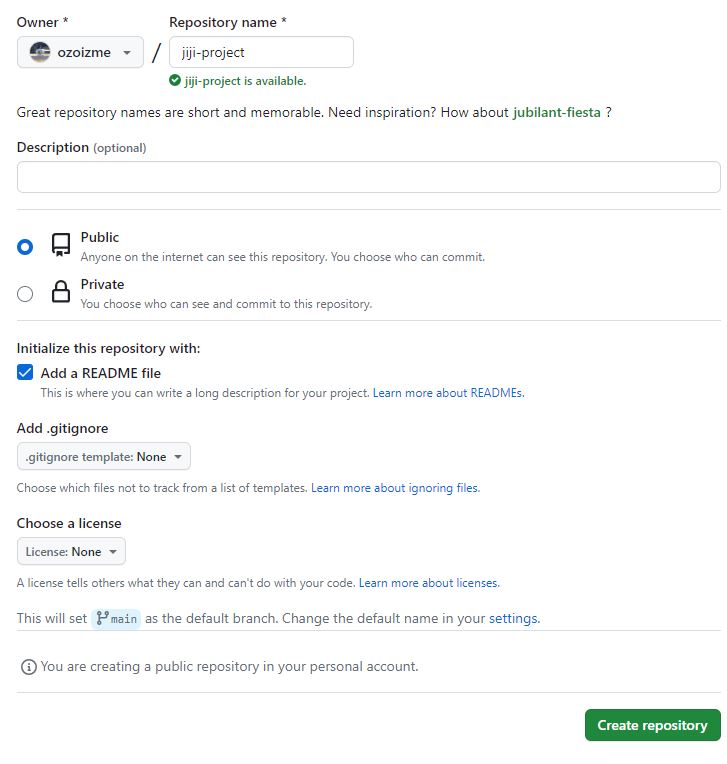 Owner * Repository name *
ozoizme / jiji-project
jiji-project is available.
Great repository names are short and memorable. Need inspiration? How about jubilant-fiesta ?
Description (optional)
Public
Anyone on the internet can see this repository. You choose who can commit.
Private
You choose who can see and commit to this repository.
Initialize this repository with:
Add a README file
This is where you can write a long description for your project. Learn more about READMEs.
Add .gitignore
.gitignore template: None
Choose which files not to track from a list of templates. Learn more about ignoring files.
Choose a license
License: None
A license tells others what they can and can't do with your code. Learn more about licenses.
This will set main as the default branch. Change the default name in your settings.
You are creating a public repository in your personal account.
Create repository